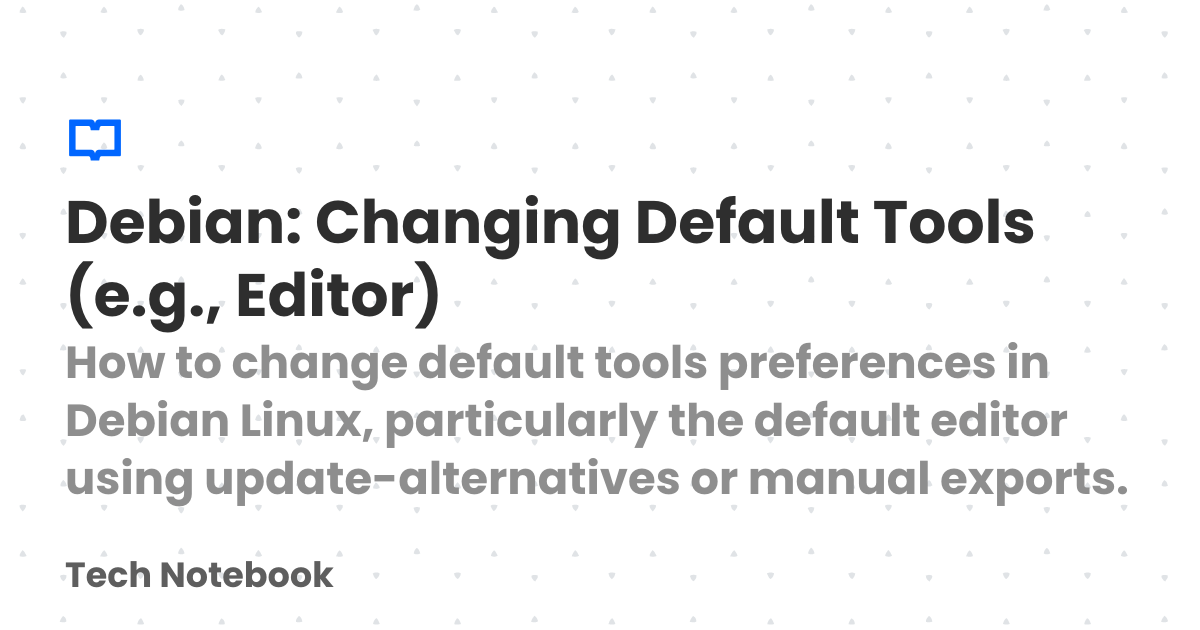 Debian: Changing Default Tools
(e.g., Editor)
How to change default tools preferences in
Debian Linux, particularly the default editor
using update-alternatives or manual exports.
Tech Notebook